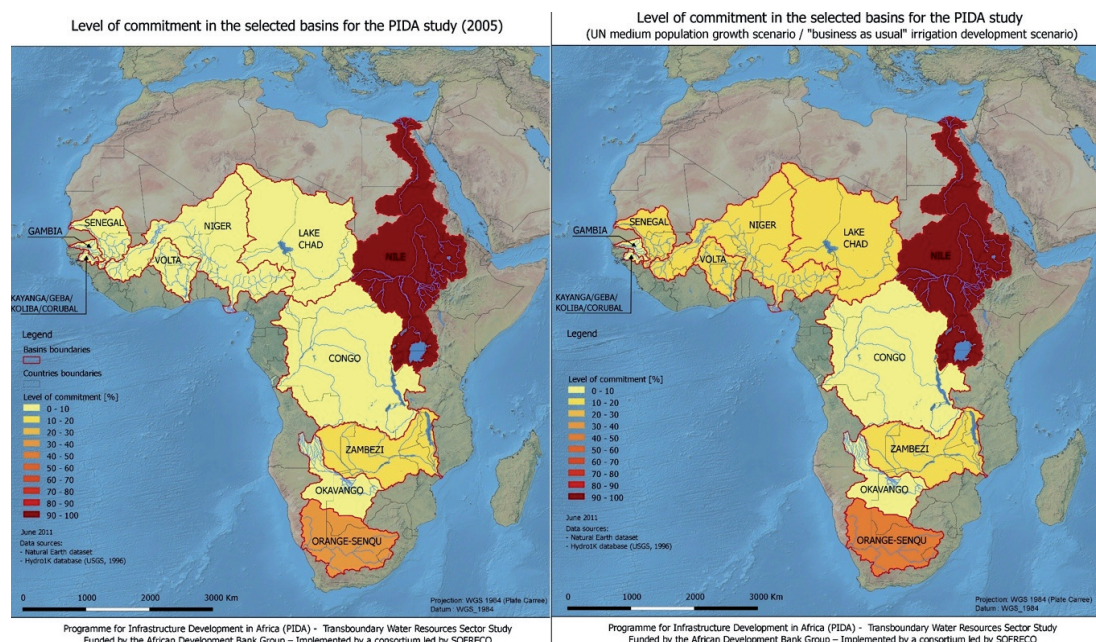 Level of commitment in the selected basins for the PIDA study (2005)
SENEGAL
GAMBIA
NIGER
LAKE
CHAD
VOLTA
NILE
KAYANGA/GEBA/
KOLIBA/CORUBAL
Legend
Basins boundaries
Countries boundaries
Level of commitment [%]
0 - 10
10 - 20
20 - 30
30 - 40
40 - 50
50 - 60
60 - 70
70 - 80
80 - 90
90 - 100
CONGO
ZAMBEZI
OKAVANGO
ORANGE-SENQU
June 2011
Data sources:
- Natural Earth dataset
- Hydro1K database (USGS, 1996)
0 1000 2000 3000 Km
Projection: WGS 1984 (Plate Carree)
Datum : WGS_1984
Programme for Infrastructure Development in Africa (PIDA) - Transboundary Water Resources Sector Study
Funded by the African Development Bank Group – Implemented by a consortium led by SOFRECO
Level of commitment in the selected basins for the PIDA study
(UN medium population growth scenario / "business as usual" irrigation development scenario)
SENEGAL
GAMBIA
NIGER
LAKE
CHAD
VOLTA
NILE
KAYANGA/GEBA/
KOLIBA/CORUBAL
Legend
Basins boundaries
Countries boundaries
Level of commitment [%]
0 - 10
10 - 20
20 - 30
30 - 40
40 - 50
50 - 60
60 - 70
70 - 80
80 - 90
90 - 100
CONGO
ZAMBEZI
OKAVANGO
ORANGE-SENQU
June 2011
Data sources:
- Natural Earth dataset
- Hydro1K database (USGS, 1996)
0 1000 2000 3000 Km
Projection: WGS 1984 (Plate Carree)
Datum : WGS_1984
Programme for Infrastructure Development in Africa (PIDA) - Transboundary Water Resources Sector Study
Funded by the African Development Bank Group – Implemented by a consortium led by SOFRECO